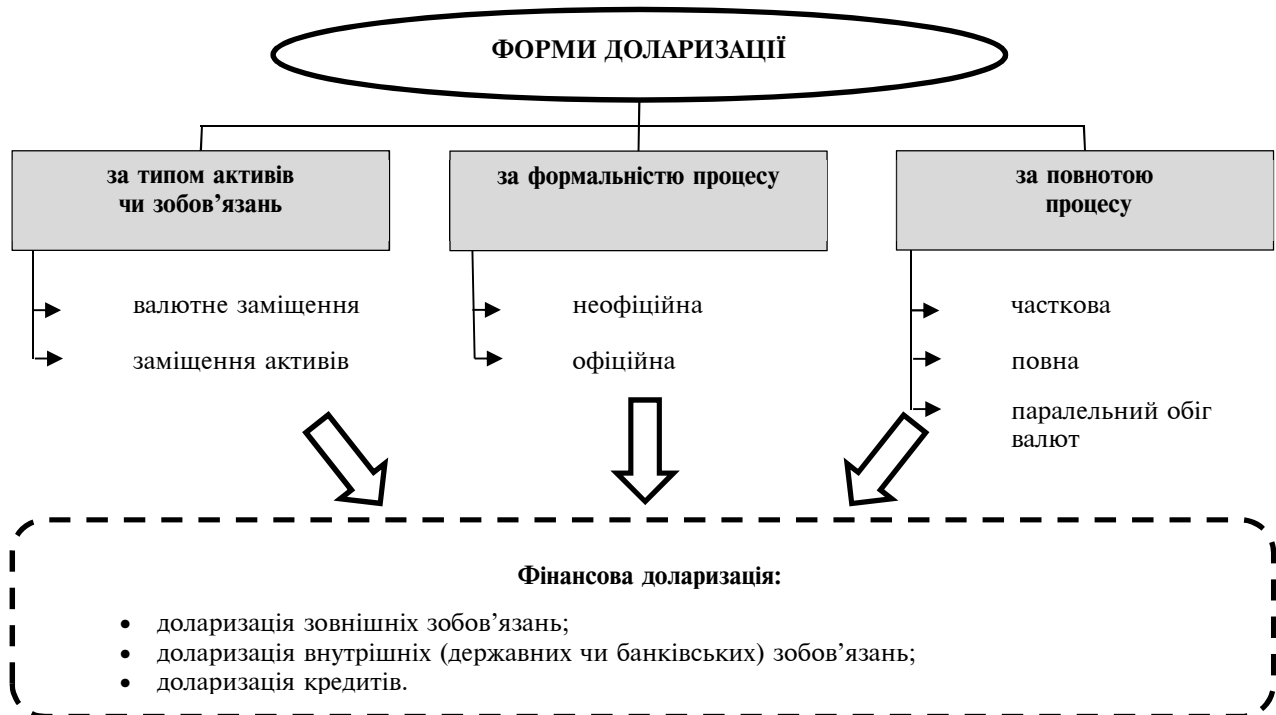 ФОРМИ ДОЛАРИЗАЦІЇ
за типом активів
чи зобов’язань
валютне заміщення
заміщення активів
за формальністю процесу
неофіційна
офіційна
за повнотою
процесу
часткова
повна
паралельний обіг
валют
Фінансова доларизація:
• доларизація зовнішніх зобов’язань;
• доларизація внутрішніх (державних чи банківських) зобов’язань;
• доларизація кредитів.